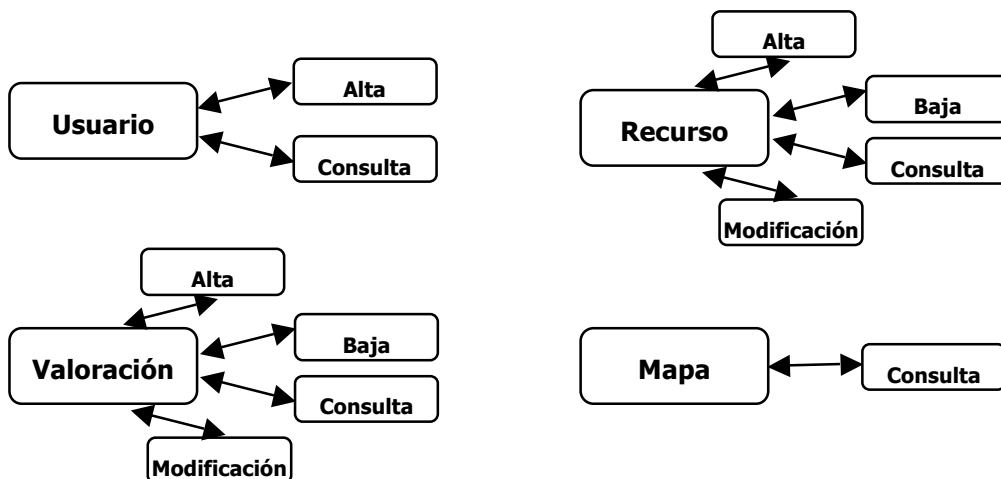 Usuario
Alta
Consulta
Alta
Recurso
Baja
Consulta
Modificación
Alta
Valoración
Baja
Consulta
Modificación
Mapa
Consulta